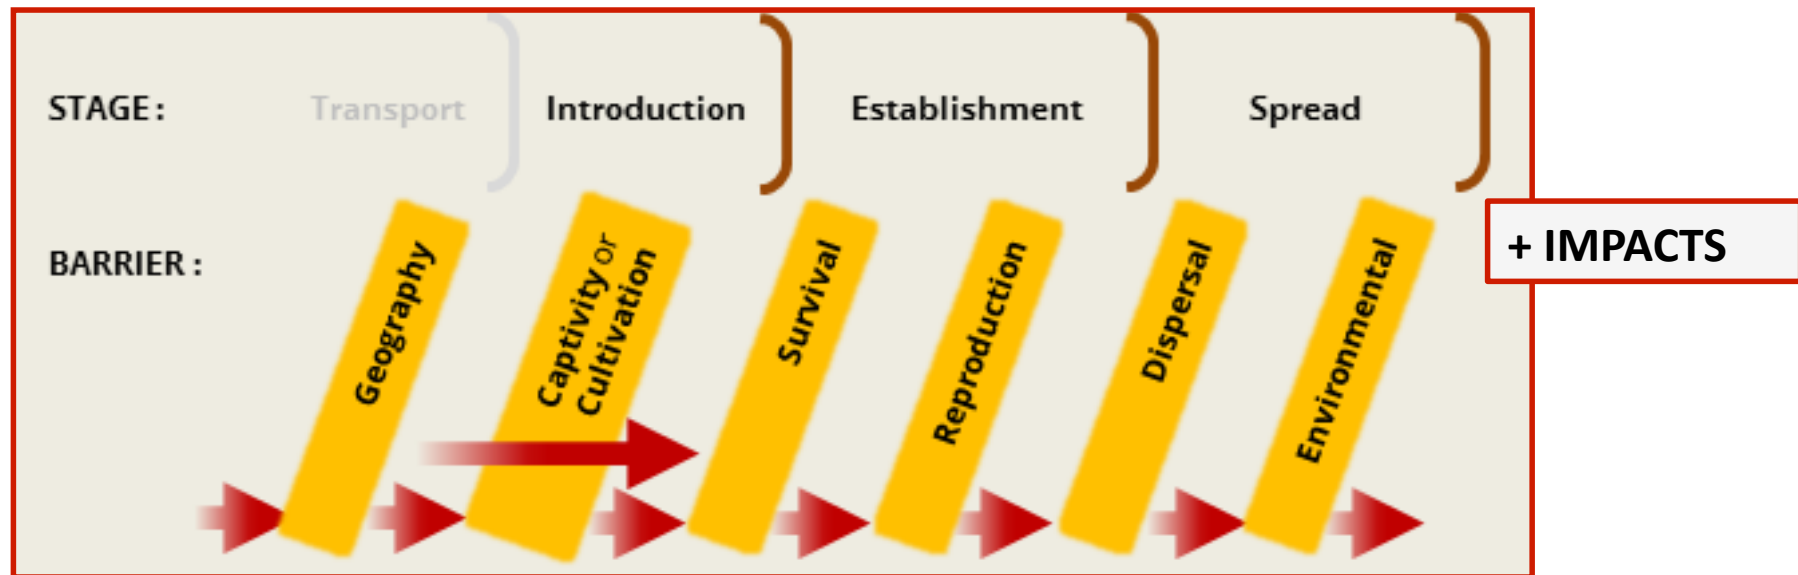 STAGE: Transport Introduction Establishment Spread
BARRIER:
+ IMPACTS
Geography
Captivity or
Cultivation
Survival
Reproduction
Dispersal
Environmental